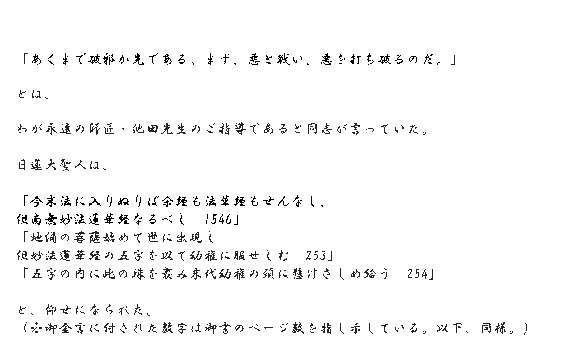 「あくまで破邪が先である、まず、悪と戦い、悪を打ち破るのだ。」
とは、
わが永遠の師匠・池田先生のご指導であると同志が言っていた。
日蓮大聖人は、
「今末法に入りぬりぱ余経も法華経もせんなし、
但南無妙法蓮華経なるべし　1546」
「地涌の菩薩始めて世に出現し
但妙法蓮華経の五字を以て幼稚に服せしむ　253」
「五字の内に此の珠を裹み末代幼稚の頚に懸けさしめ給う　254」
と、仰せになられた。
（※御金言に付された数字は御書のページ数を指し示している。以下、同様。）